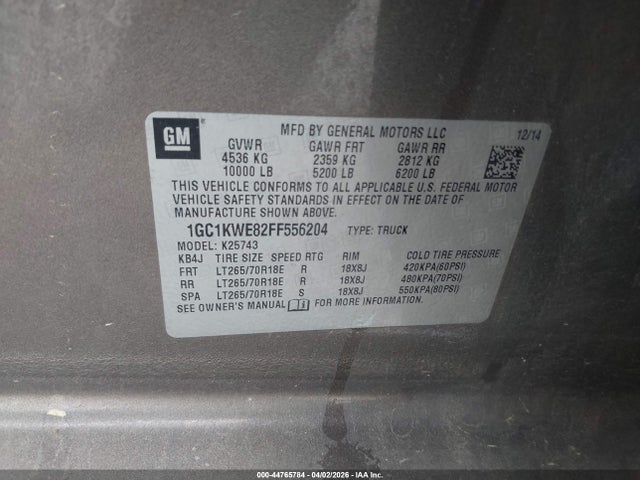 GM
MFD BY GENERAL MOTORS LLC 12/14
GVWR GAWR FRT GAWR RR
4536 KG 2359 KG 2812 KG
10000 LB 5200 LB 6200 LB
THIS VEHICLE CONFORMS TO ALL APPLICABLE U.S. FEDERAL MOTOR
VEHICLE SAFETY STANDARDS IN EFFECT ON THE DATE OF
MANUFACTURE SHOWN ABOVE.
1GC1KWE82FF556204 TYPE: TRUCK
MODEL: K25743
KB4J TIRE SIZE SPEED RTG RIM COLD TIRE PRESSURE
FRT LT265/70R18E R 18X8J 420KPA(60PSI)
RR LT265/70R18E R 18X8J 480KPA(70PSI)
SPA LT265/70R18E S 18X8J 550KPA(80PSI)
SEE OWNER'S MANUAL FOR MORE INFORMATION.
000-44765784 | 04/02/2026 | Copyright © IAA, LLC